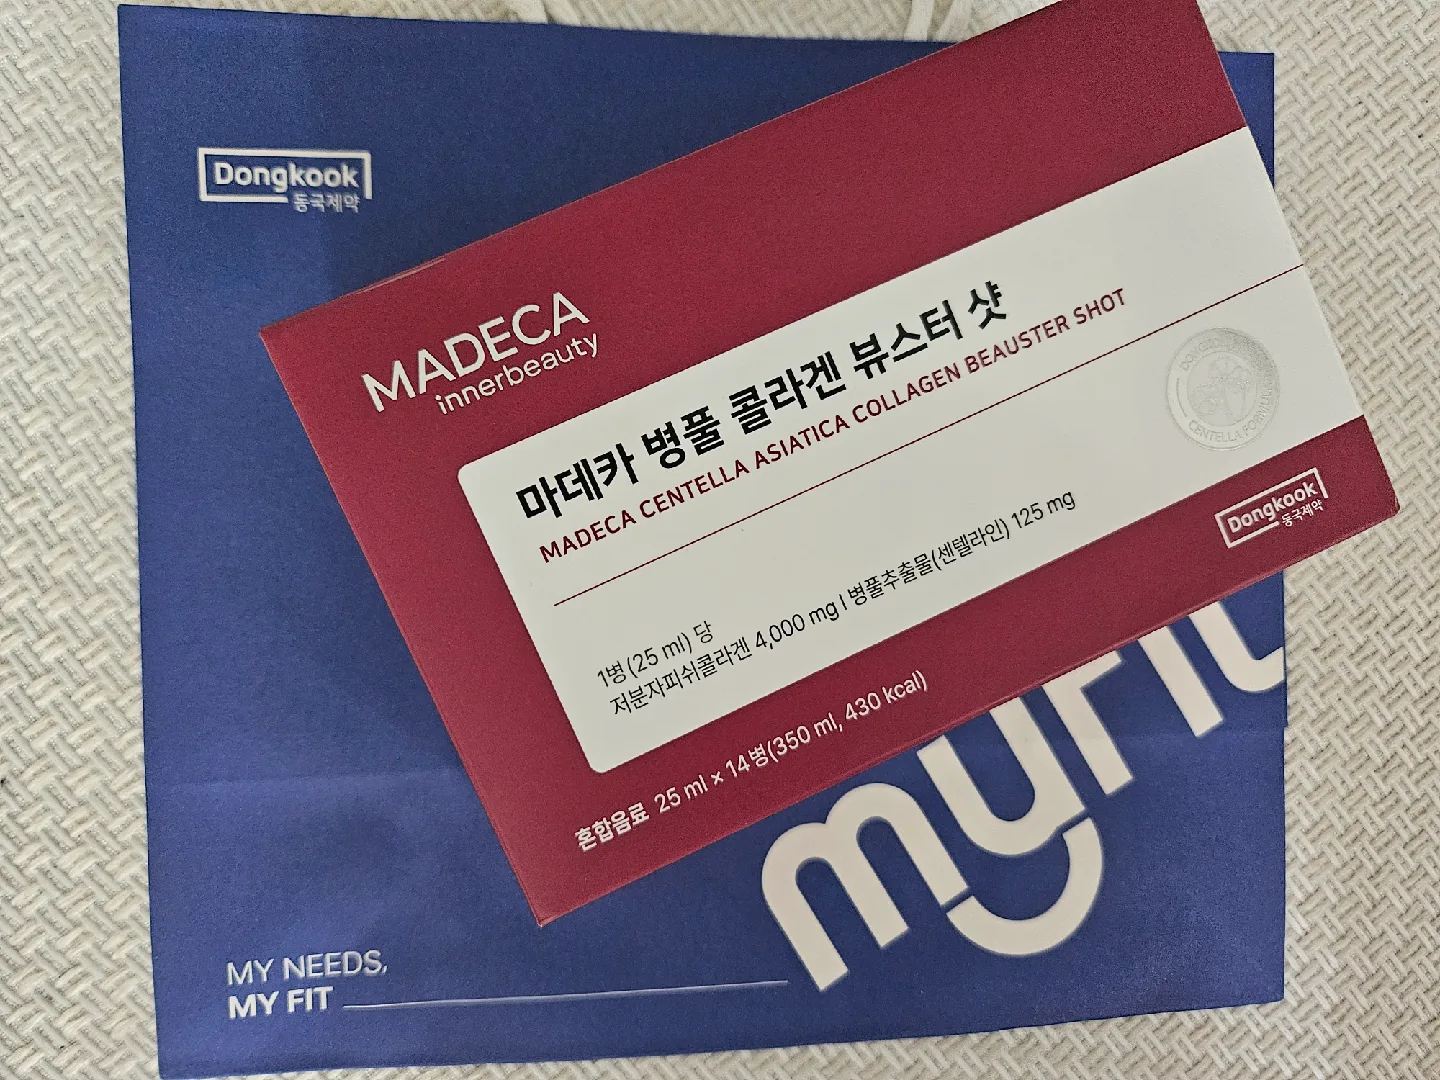 Dongkook
동국제약
MADECA
innerbeauty
마데카 병풀 콜라겐 뷰스터 샷
MADECA CENTELLA ASIATICA COLLAGEN BEAUSTER SHOT
CENTELLA FORMULA
1병(25 ml) 당
저분자피쉬콜라겐 4,000 mg | 병풀추출물(센텔라인) 125 mg
Dongkook
동국제약
혼합음료 25 ml × 14병(350 ml, 430 kcal)
myFit
MY NEEDS,
MY FIT